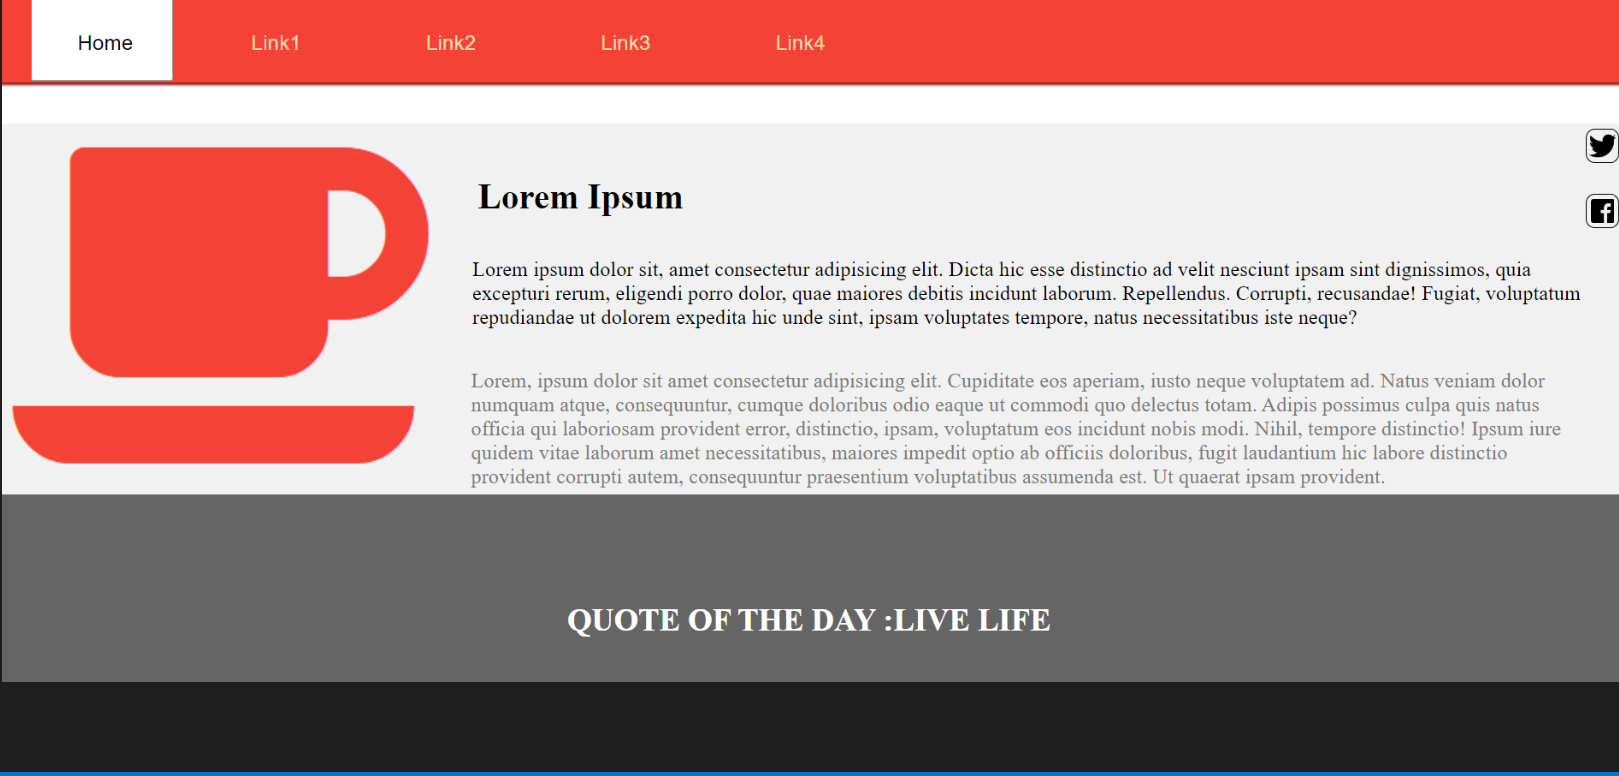 Home Link1 Link2 Link3 Link4
Lorem Ipsum
Lorem ipsum dolor sit, amet consectetur adipisicing elit. Dicta hic esse distinctio ad velit nesciunt ipsam sint dignissimos, quia
excepturi rerum, eligendi porro dolor, quae maiores debitis incidunt laborum. Repellendus. Corrupti, recusandae! Fugiat, voluptatum
repudiandae ut dolorem expedita hic unde sint, ipsam voluptates tempore, natus necessitatibus iste neque?
Lorem, ipsum dolor sit amet consectetur adipisicing elit. Cupiditate eos aperiam, iusto neque voluptatem ad. Natus veniam dolor
numquam atque, consequuntur, cumque doloribus odio eaque ut commodi quo delectus totam. Adipis possimus culpa quis natus
officia qui laboriosam provident error, distinctio, ipsam, voluptatum eos incidunt nobis modi. Nihil, tempore distinctio! Ipsum iure
quidem vitae laborum amet necessitatibus, maiores impedit optio ab officiis doloribus, fugit laudantium hic labore distinctio
provident corrupti autem, consequuntur praesentium voluptatibus assumenda est. Ut quaerat ipsam provident.
QUOTE OF THE DAY :LIVE LIFE